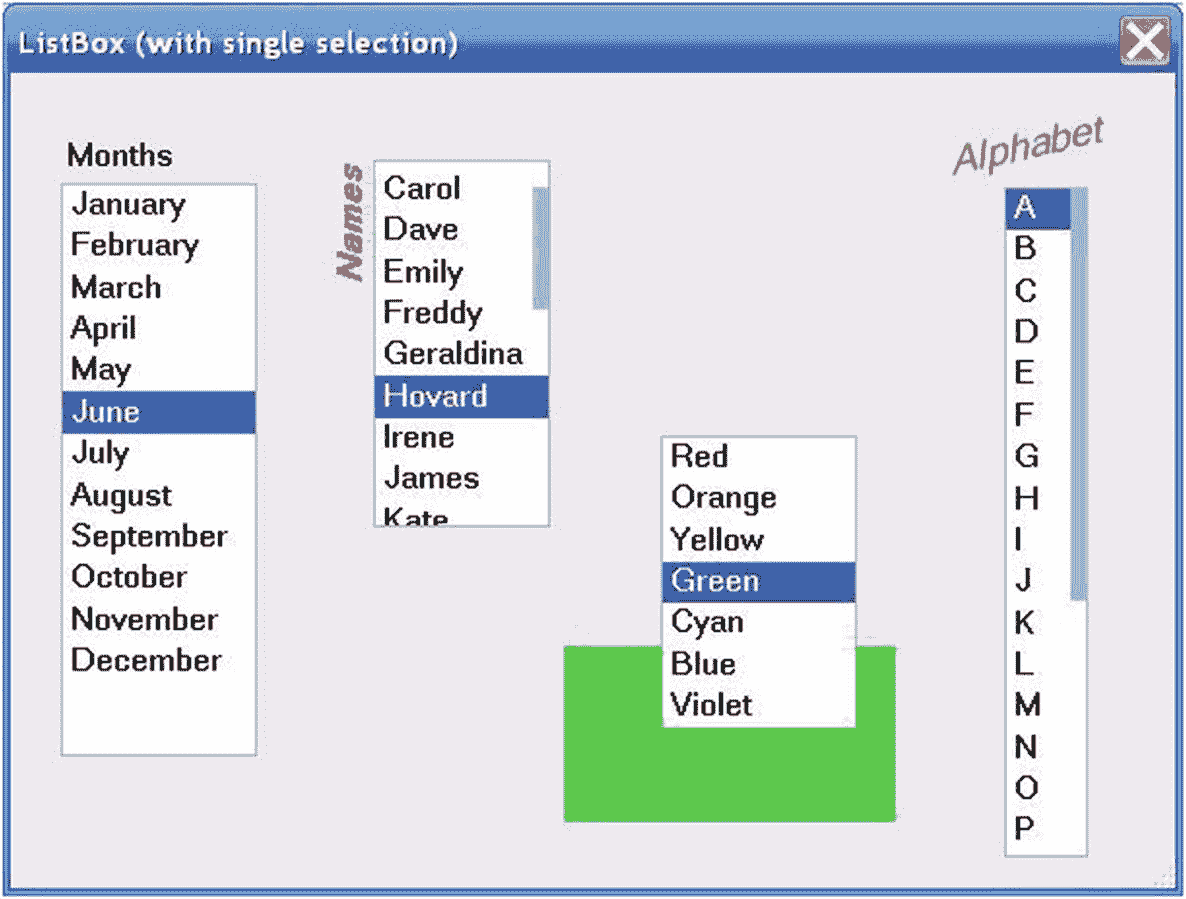 ListBox (with single selection)
Months
January
February
March
April
May
June
July
August
September
October
November
December
Names
Carol
Dave
Emily
Freddy
Geraldina
Hovard
Irene
James
Kate
Red
Orange
Yellow
Green
Cyan
Blue
Violet
Alphabet
A
B
C
D
E
F
G
H
I
J
K
L
M
N
O
P